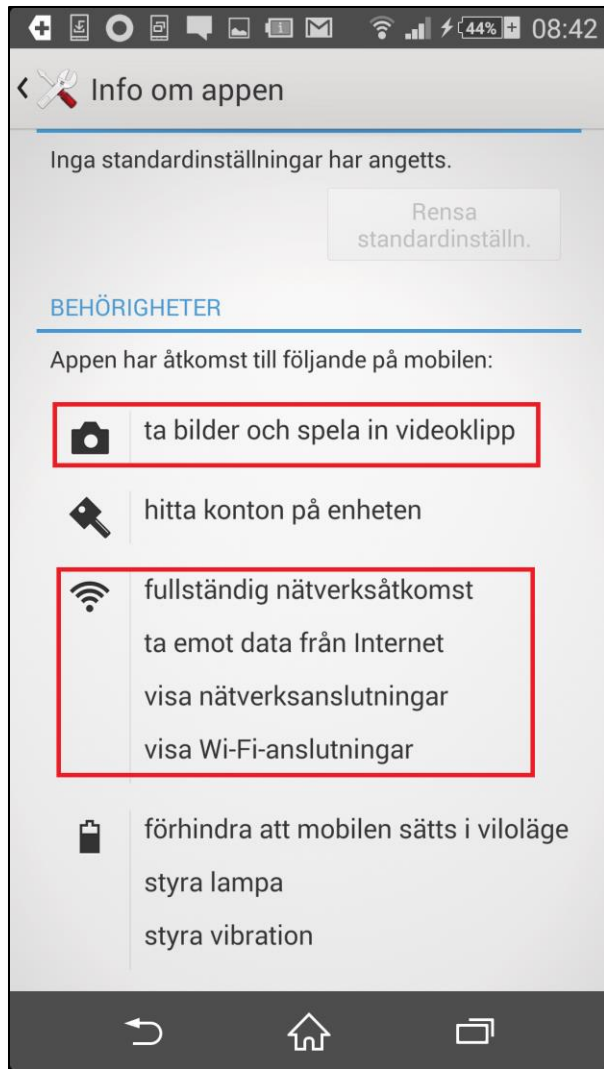 44% 08:42
Info om appen
Inga standardinställningar har angetts.
Rensa
standardinställn.
BEHÖRIGHETER
Appen har åtkomst till följande på mobilen:
ta bilder och spela in videoklipp
hitta konton på enheten
fullständig nätverksåtkomst
ta emot data från Internet
visa nätverksanslutningar
visa Wi-Fi-anslutningar
förhindra att mobilen sätts i viloläge
styra lampa
styra vibration